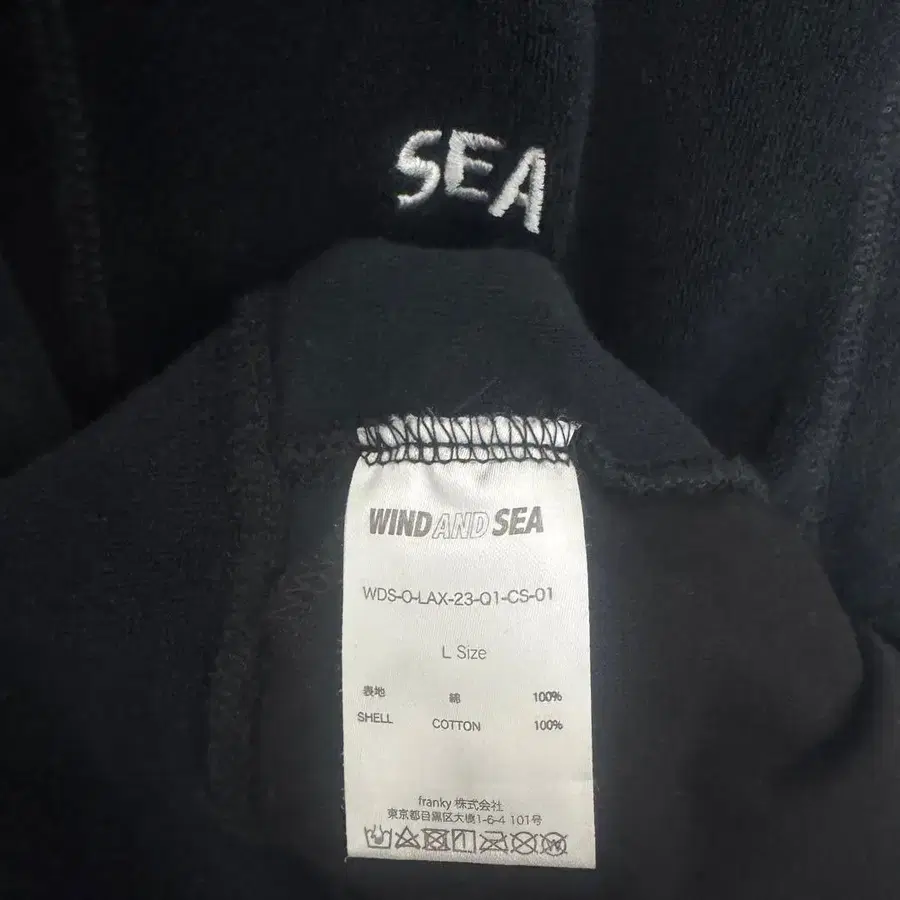 SEA
WIND AND SEA
WDS-O-LAX-23-Q1-CS-01
L Size
表地 綿 100%
SHELL COTTON 100%
franky 株式会社
東京都目黒区大橋1-6-4 101号